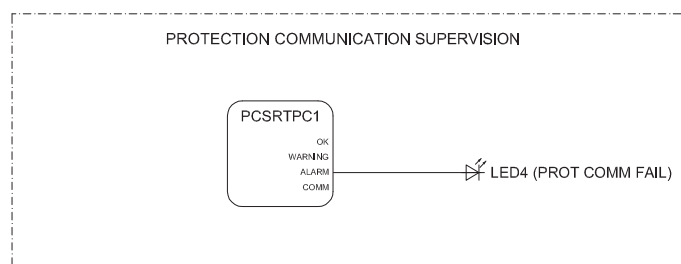 PROTECTION COMMUNICATION SUPERVISION
PCSRTPC1
OK
WARNING
ALARM
COMM
LED4 (PROT COMM FAIL)